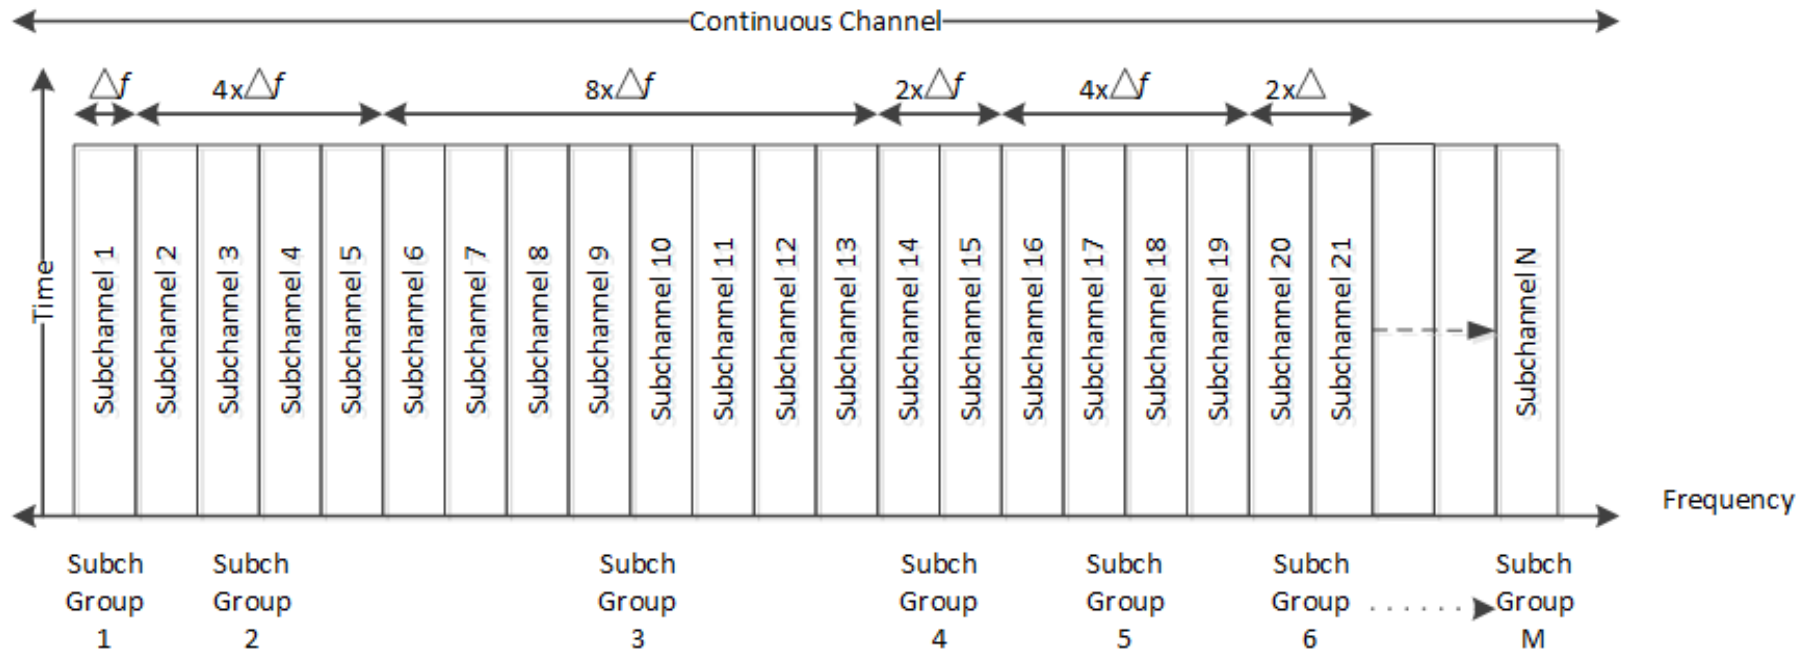 Continuous Channel
△f
4x△f
8x△f
2x△f
4x△f
2x△
Time
Subchannel 1
Subchannel 2
Subchannel 3
Subchannel 4
Subchannel 5
Subchannel 6
Subchannel 7
Subchannel 8
Subchannel 9
Subchannel 10
Subchannel 11
Subchannel 12
Subchannel 13
Subchannel 14
Subchannel 15
Subchannel 16
Subchannel 17
Subchannel 18
Subchannel 19
Subchannel 20
Subchannel 21
Subchannel N
Frequency
Subch
Group
1
Subch
Group
2
Subch
Group
3
Subch
Group
4
Subch
Group
5
Subch
Group
6
Subch
Group
M